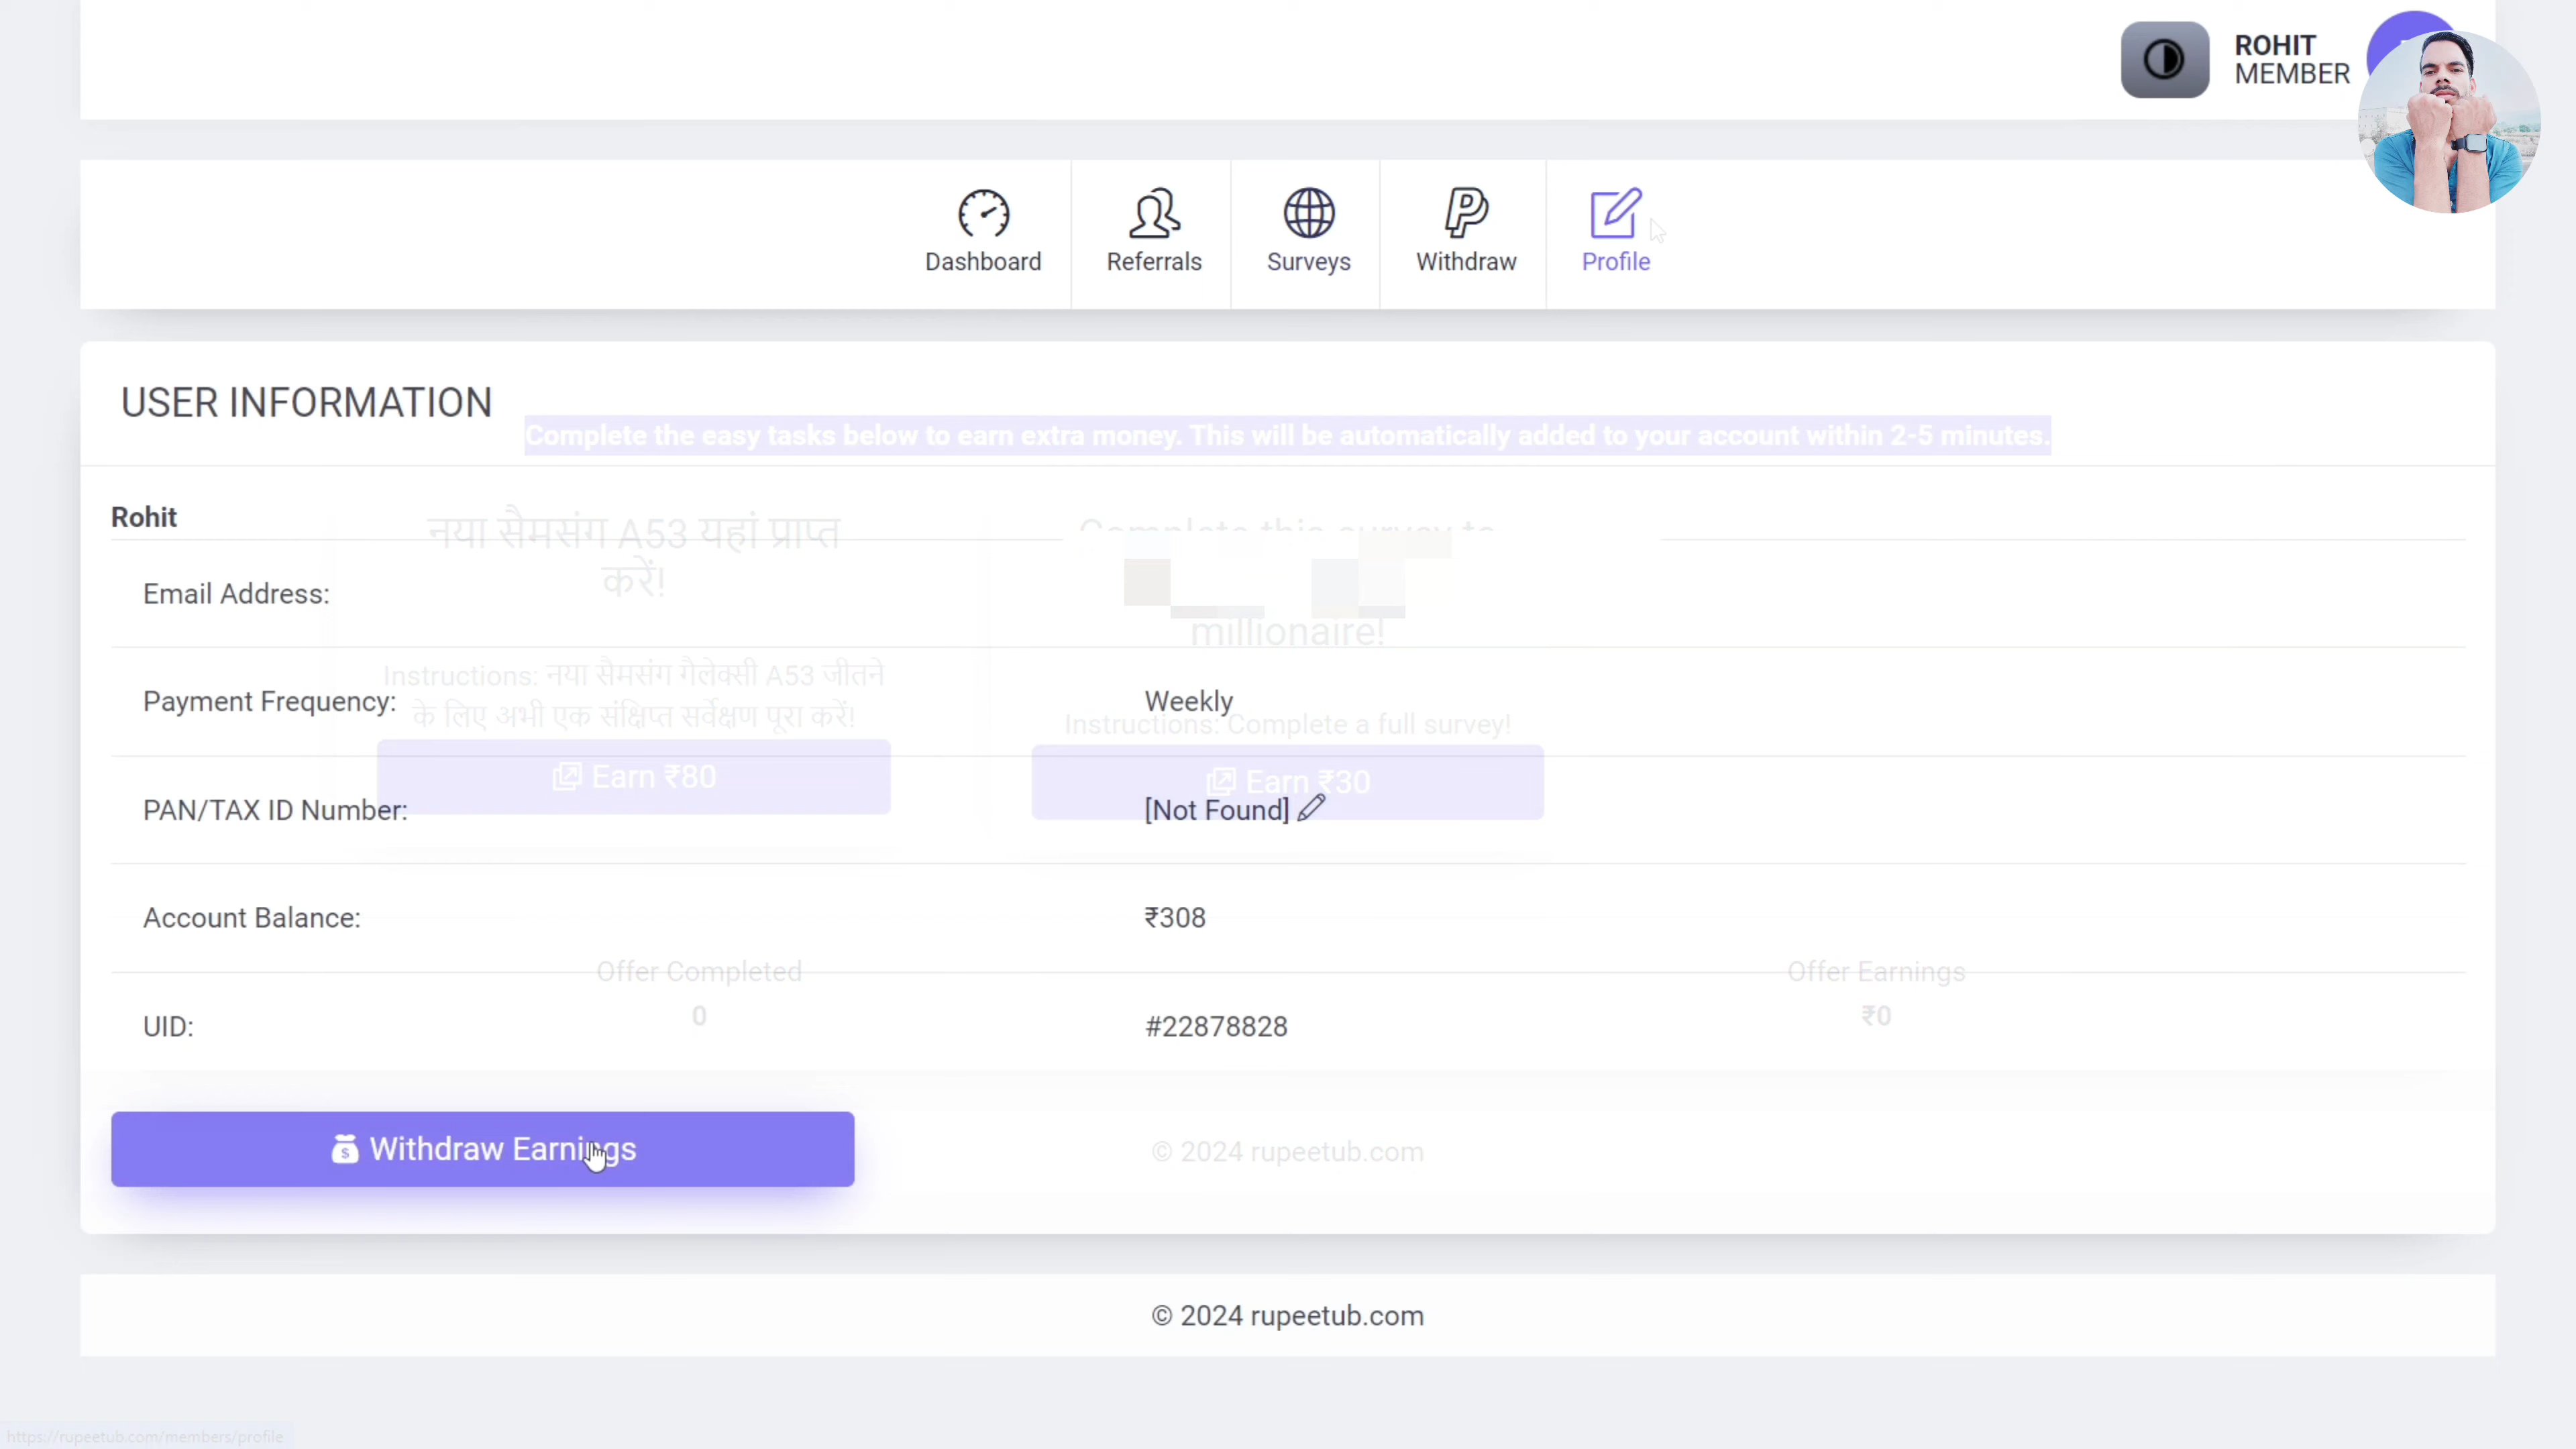 ROHIT
MEMBER
Dashboard
Referrals
Surveys
Withdraw
Profile
USER INFORMATION
Complete the easy tasks below to earn extra money. This will be automatically added to your account within 2-5 minutes.
Rohit
नया सैमसंग A53 यहां प्राप्त
करें!
Complete this survey to
millionaire!
Email Address:
Instructions: नया सैमसंग गैलेक्सी A53 जीतने
के लिए अभी एक संक्षिप्त सर्वेक्षण पूरा करें!
Payment Frequency:
Weekly
Instructions: Complete a full survey!
Earn ₹80
Earn ₹30
PAN/TAX ID Number:
[Not Found]
Account Balance:
₹308
Offer Completed
0
Offer Earnings
₹0
UID:
#22878828
Withdraw Earnings
© 2024 rupeetub.com
© 2024 rupeetub.com
https://rupeetub.com/members/profile